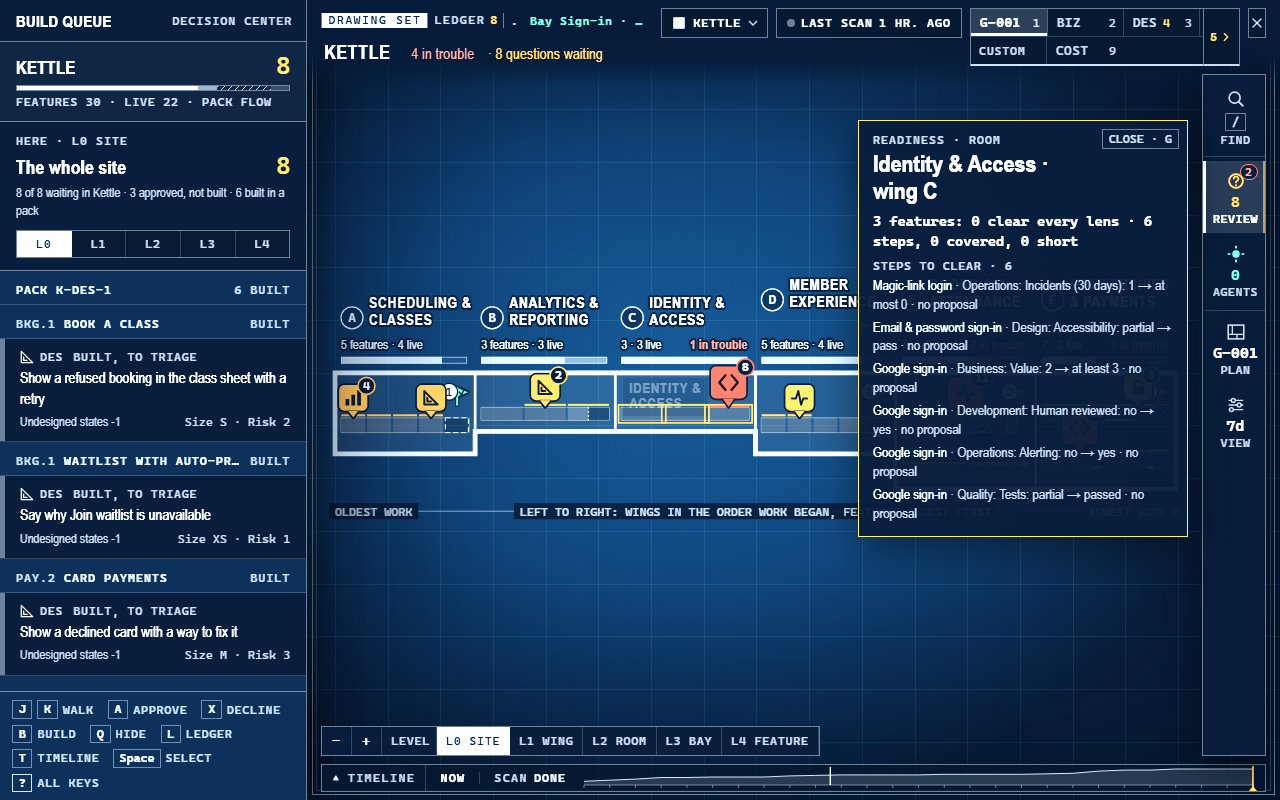 BUILD QUEUE
DECISION CENTER
KETTLE
8
FEATURES 30 · LIVE 22 · PACK FLOW
HERE · L0 SITE
The whole site
8
8 of 8 waiting in Kettle · 3 approved, not built · 6 built in a
pack
L0 L1 L2 L3 L4
PACK K-DES-1
6 BUILT
BKG.1 BOOK A CLASS
BUILT
DES BUILT, TO TRIAGE
Show a refused booking in the class sheet with a
retry
Undesigned states -1
Size S · Risk 2
BKG.1 WAITLIST WITH AUTO-PR…
BUILT
DES BUILT, TO TRIAGE
Say why Join waitlist is unavailable
Undesigned states -1
Size XS · Risk 1
PAY.2 CARD PAYMENTS
BUILT
DES BUILT, TO TRIAGE
Show a declined card with a way to fix it
Undesigned states -1
Size M · Risk 3
J K WALK A APPROVE X DECLINE
B BUILD Q HIDE L LEDGER
T TIMELINE Space SELECT
? ALL KEYS
DRAWING SET
LEDGER 8
. Bay Sign-in · …
KETTLE
LAST SCAN 1 HR. AGO
G-001 1
BIZ 2
DES 4 3
CUSTOM
COST 9
5 >
KETTLE
4 in trouble
· 8 questions waiting
A
SCHEDULING &
CLASSES
5 features · 4 live
B
ANALYTICS &
REPORTING
3 features · 3 live
C
IDENTITY &
ACCESS
3 · 3 live
1 in trouble
D
MEMBER
EXPERIENC
5 features · 4 live
4
1
2
IDENTITY &
ACCESS
8
OLDEST WORK
LEFT TO RIGHT: WINGS IN THE ORDER WORK BEGAN,
READINESS · ROOM
CLOSE · G
Identity & Access ·
wing C
3 features: 0 clear every lens · 6
steps, 0 covered, 0 short
STEPS TO CLEAR · 6
Magic-link login · Operations: Incidents (30 days): 1 → at
most 0 · no proposal
Email & password sign-in · Design: Accessibility: partial →
pass · no proposal
Google sign-in · Business: Value: 2 → at least 3 · no
proposal
Google sign-in · Development: Human reviewed: no →
yes · no proposal
Google sign-in · Operations: Alerting: no → yes · no
proposal
Google sign-in · Quality: Tests: partial → passed · no
proposal
/
FIND
2
8
REVIEW
0
AGENTS
G-001
PLAN
7d
VIEW
− + LEVEL L0 SITE L1 WING L2 ROOM L3 BAY L4 FEATURE
TIMELINE
NOW
SCAN DONE